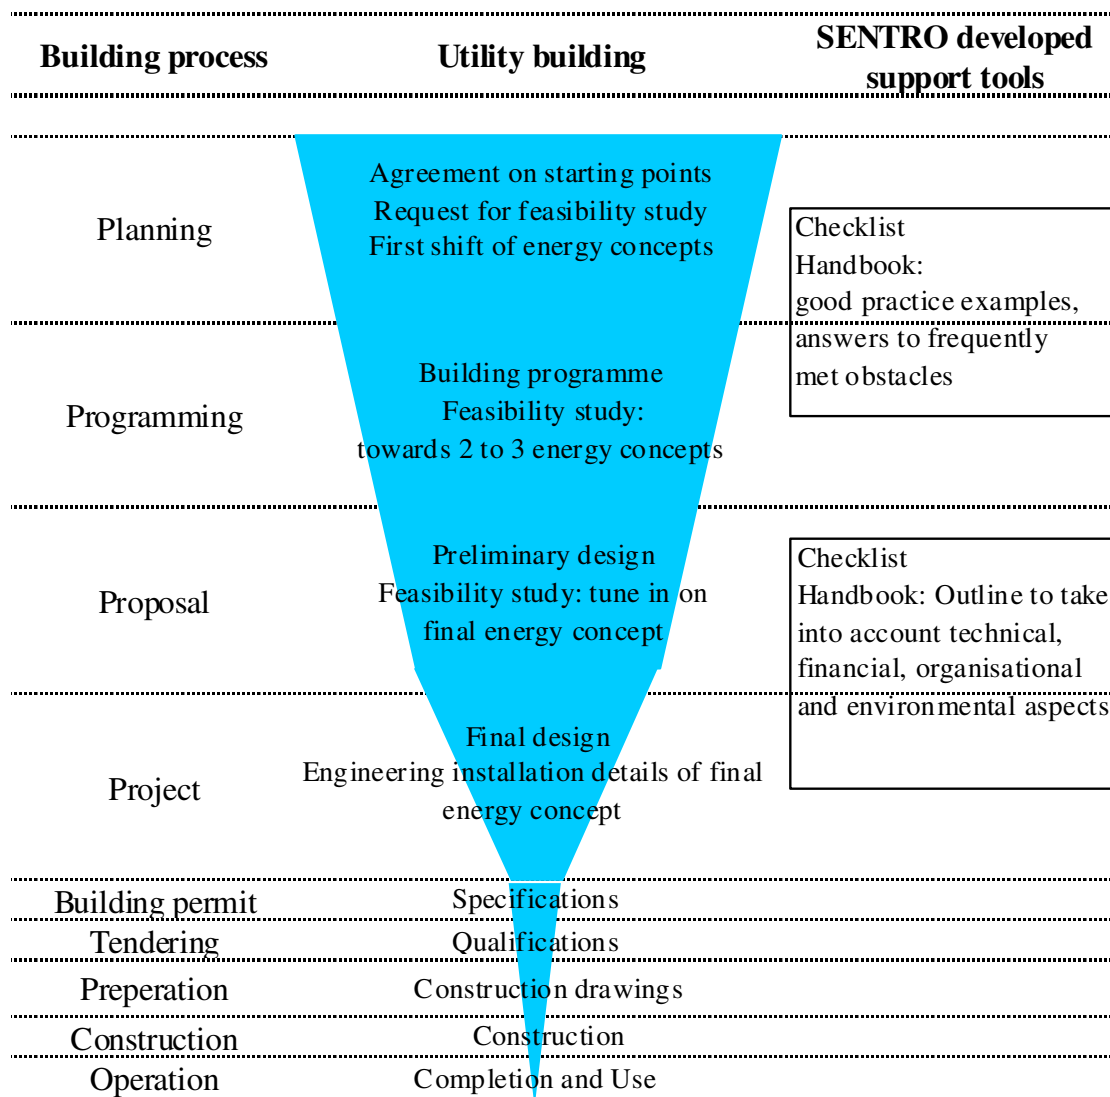 Building process
Utility building
SENTRO developed
support tools
Planning
Agreement on starting points
Request for feasibility study
First shift of energy concepts
Checklist
Handbook:
good practice examples,
answers to frequently
met obstacles
Programming
Building programme
Feasibility study:
towards 2 to 3 energy concepts
Proposal
Preliminary design
Feasibility study: tune in on
final energy concept
Checklist
Handbook: Outline to take
into account technical,
financial, organisational
and environmental aspects
Project
Final design
Engineering installation details of final
energy concept
Building permit
Specifications
Tendering
Qualifications
Preperation
Construction drawings
Construction
Construction
Operation
Completion and Use